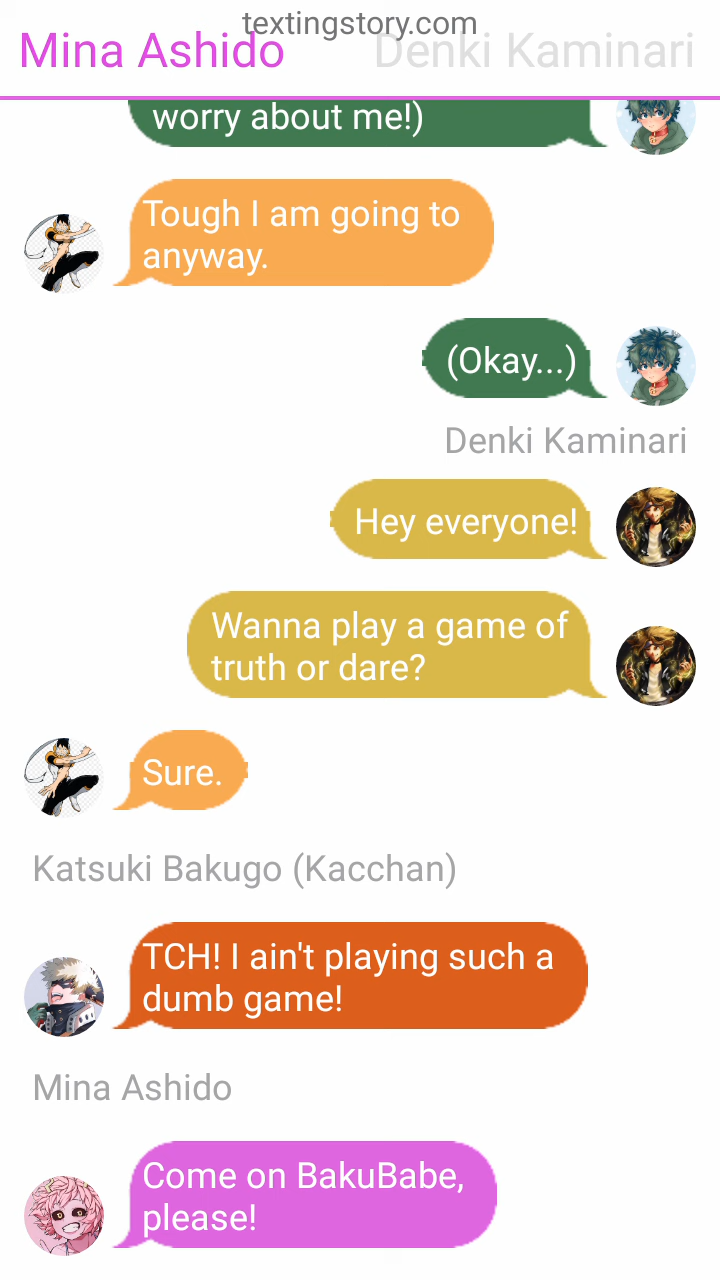 textingstory.com
Mina Ashido
Denki Kaminari
worry about me!)
Tough I am going to
anyway.
(Okay...)
Denki Kaminari
Hey everyone!
Wanna play a game of
truth or dare?
Sure.
Katsuki Bakugo (Kacchan)
TCH! I ain't playing such a
dumb game!
Mina Ashido
Come on BakuBabe,
please!